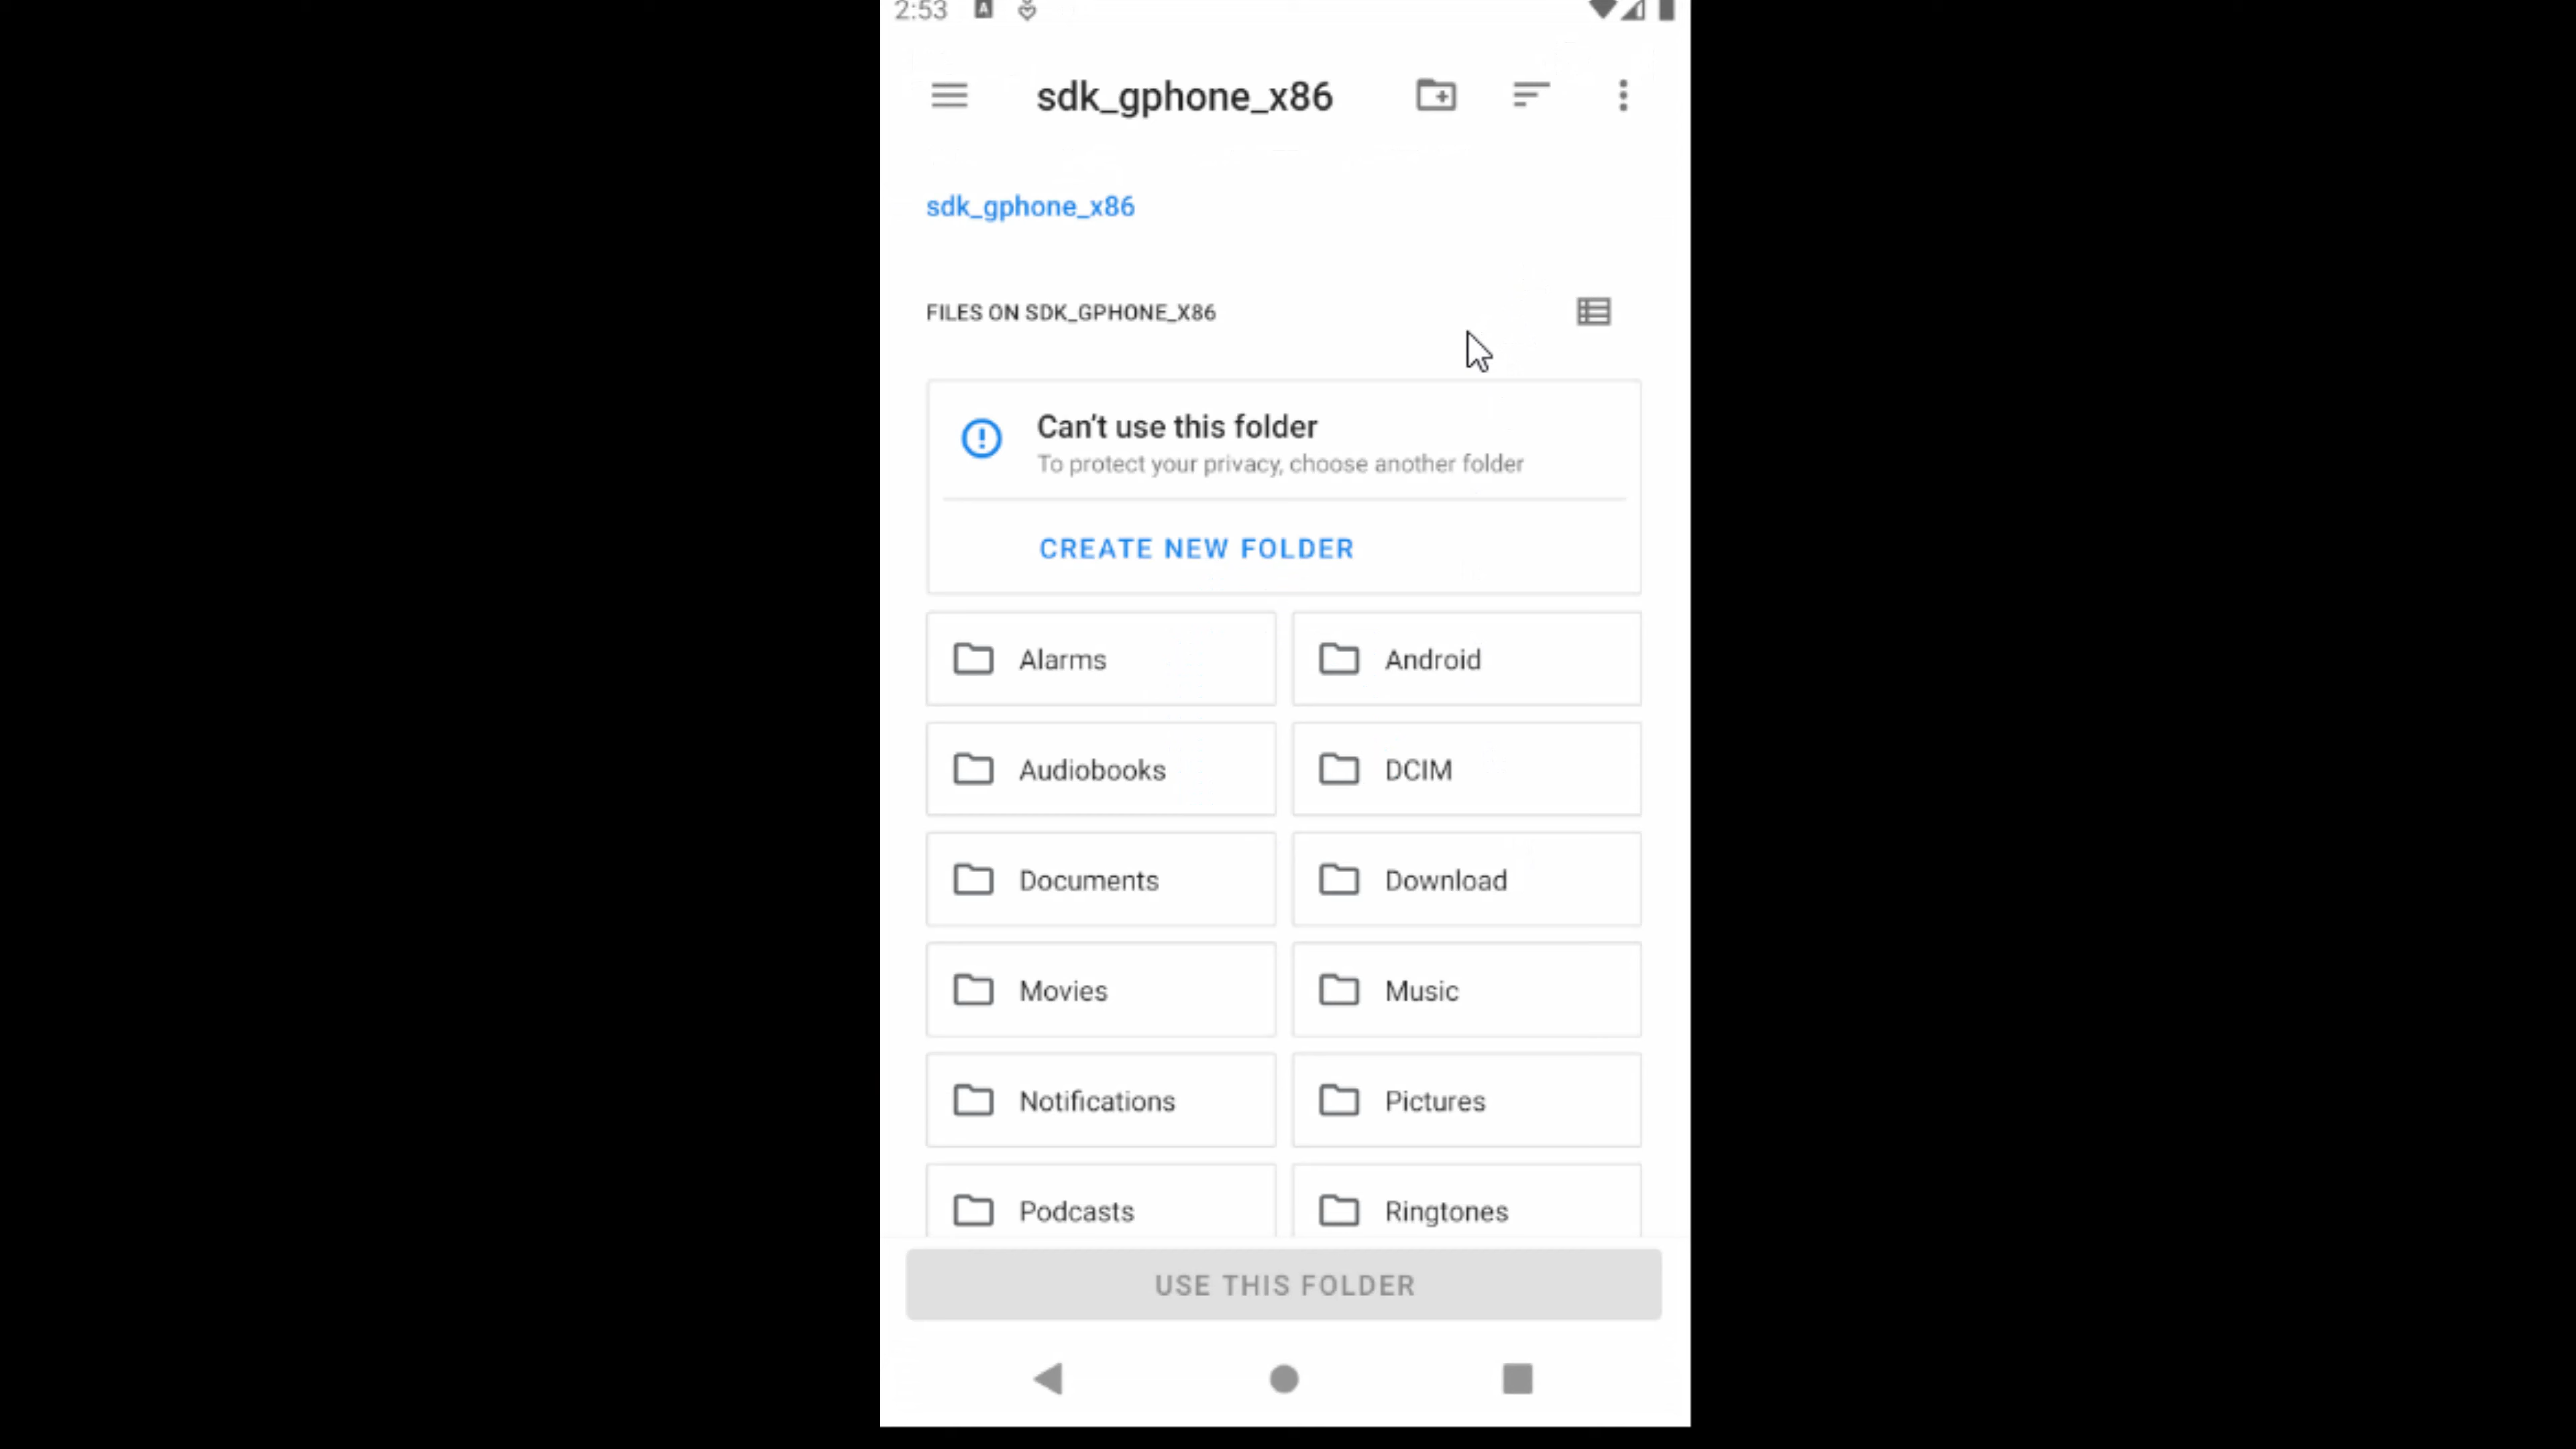 2:53
sdk_gphone_x86
sdk_gphone_x86
FILES ON SDK_GPHONE_X86
Can't use this folder
To protect your privacy, choose another folder
CREATE NEW FOLDER
Alarms
Android
Audiobooks
DCIM
Documents
Download
Movies
Music
Notifications
Pictures
Podcasts
Ringtones
USE THIS FOLDER